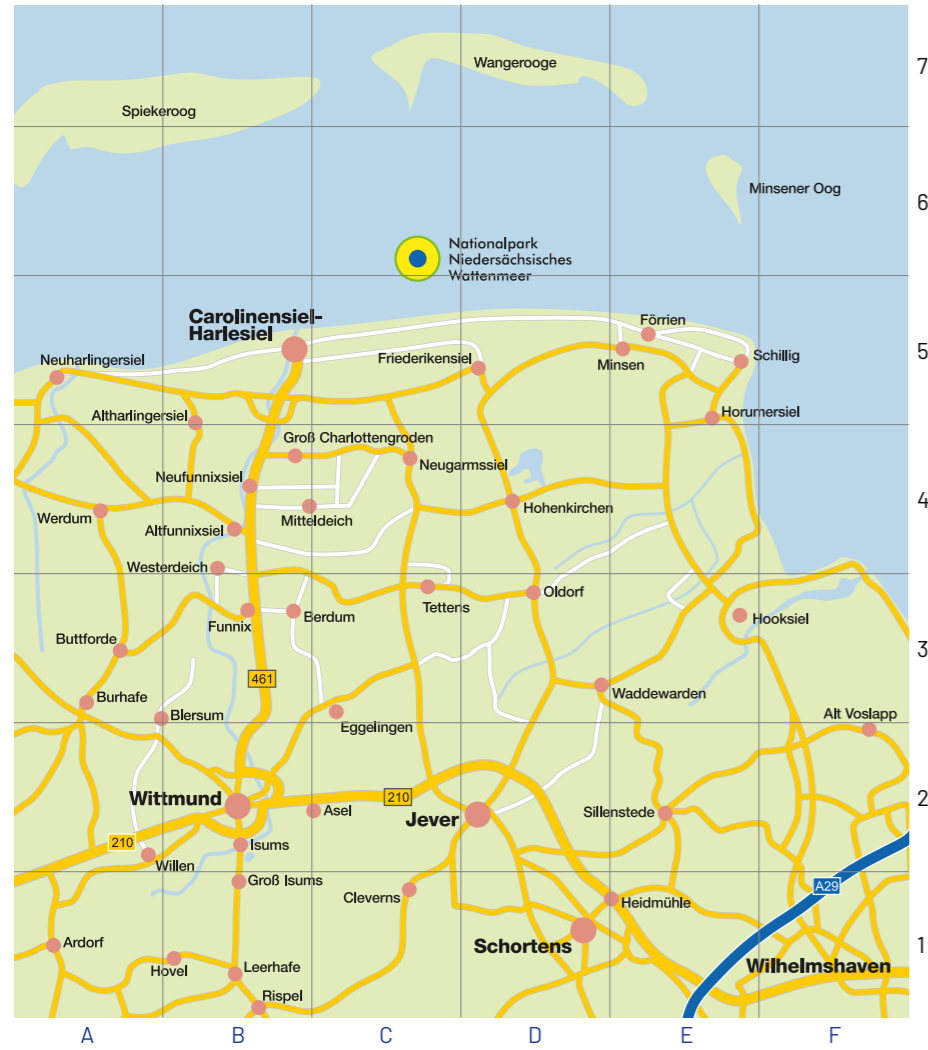 Wangerooge
7
Spiekeroog
Minsener Oog
6
Nationalpark
Niedersächsisches
Wattenmeer
Carolinensiel-
Harlesiel
Förrien
Neuharlingersiel
Friederikensiel
Minsen
Schillig
5
Altharlingersiel
Horumersiel
Groß Charlottengroden
Neugarmssiel
Neufunnixsiel
Werdum
Mitteldeich
Hohenkirchen
4
Altfunnixsiel
Westerdeich
Tettens
Oldorf
Funnix
Berdum
Hooksiel
Buttforde
3
461
Burhafe
Waddewarden
Blersum
Eggelingen
Alt Voslapp
Wittmund
210
2
Asel
Jever
Sillenstede
210
Isums
Willen
Groß Isums
Cleverns
A29
Heidmühle
Ardorf
Schortens
1
Hovel
Leerhafe
Wilhelmshaven
Rispel
A B C D E F